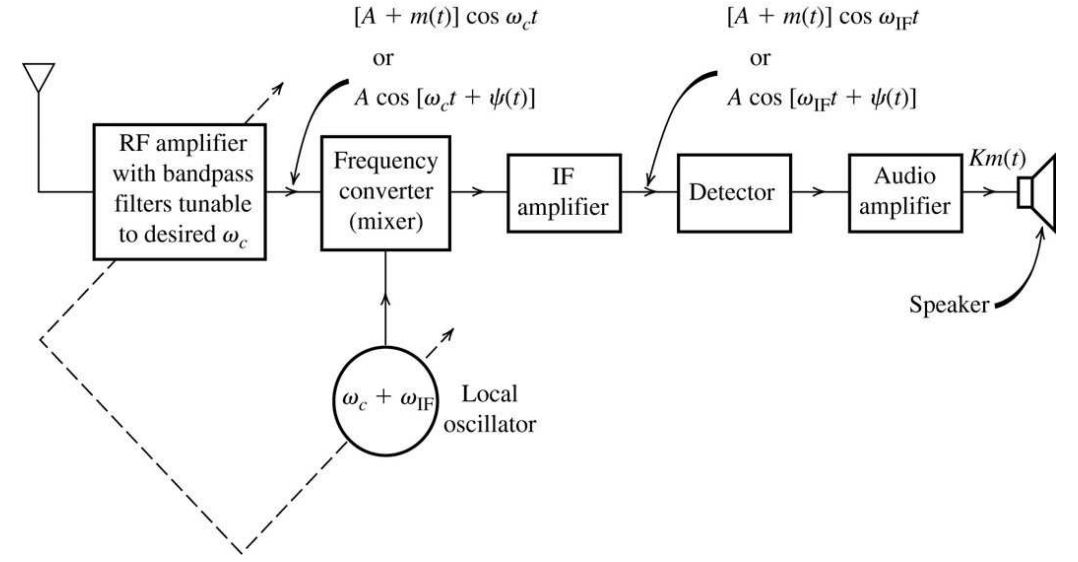 [A + m(t)] cos ω_c t
or
A cos [ω_c t + ψ(t)]
[A + m(t)] cos ω_IF t
or
A cos [ω_IF t + ψ(t)]
RF amplifier
with bandpass
filters tunable
to desired ω_c
Frequency
converter
(mixer)
IF
amplifier
Detector
Audio
amplifier
Km(t)
Speaker
ω_c + ω_IF
Local
oscillator